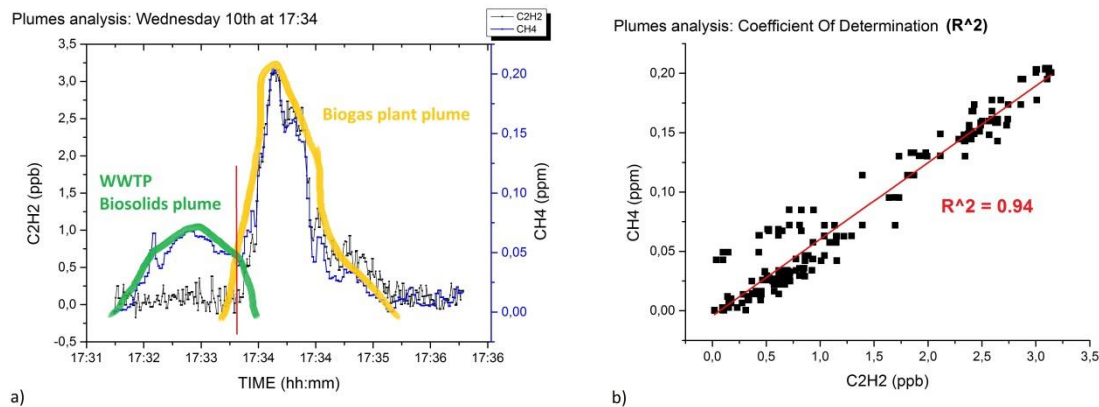 Plumes analysis: Wednesday 10th at 17:34
C2H2
CH4
3,5
3,0
2,5
2,0
1,5
1,0
0,5
0,0
-0,5
C2H2 (ppb)
0,20
0,15
0,10
0,05
0,00
CH4 (ppm)
Biogas plant plume
WWTP
Biosolids plume
17:31 17:32 17:33 17:34 17:34 17:35 17:36 17:36
TIME (hh:mm)
a)
Plumes analysis: Coefficient Of Determination (R^2)
0,20
0,15
0,10
0,05
0,00
CH4 (ppm)
R^2 = 0.94
0,0 0,5 1,0 1,5 2,0 2,5 3,0 3,5
C2H2 (ppb)
b)